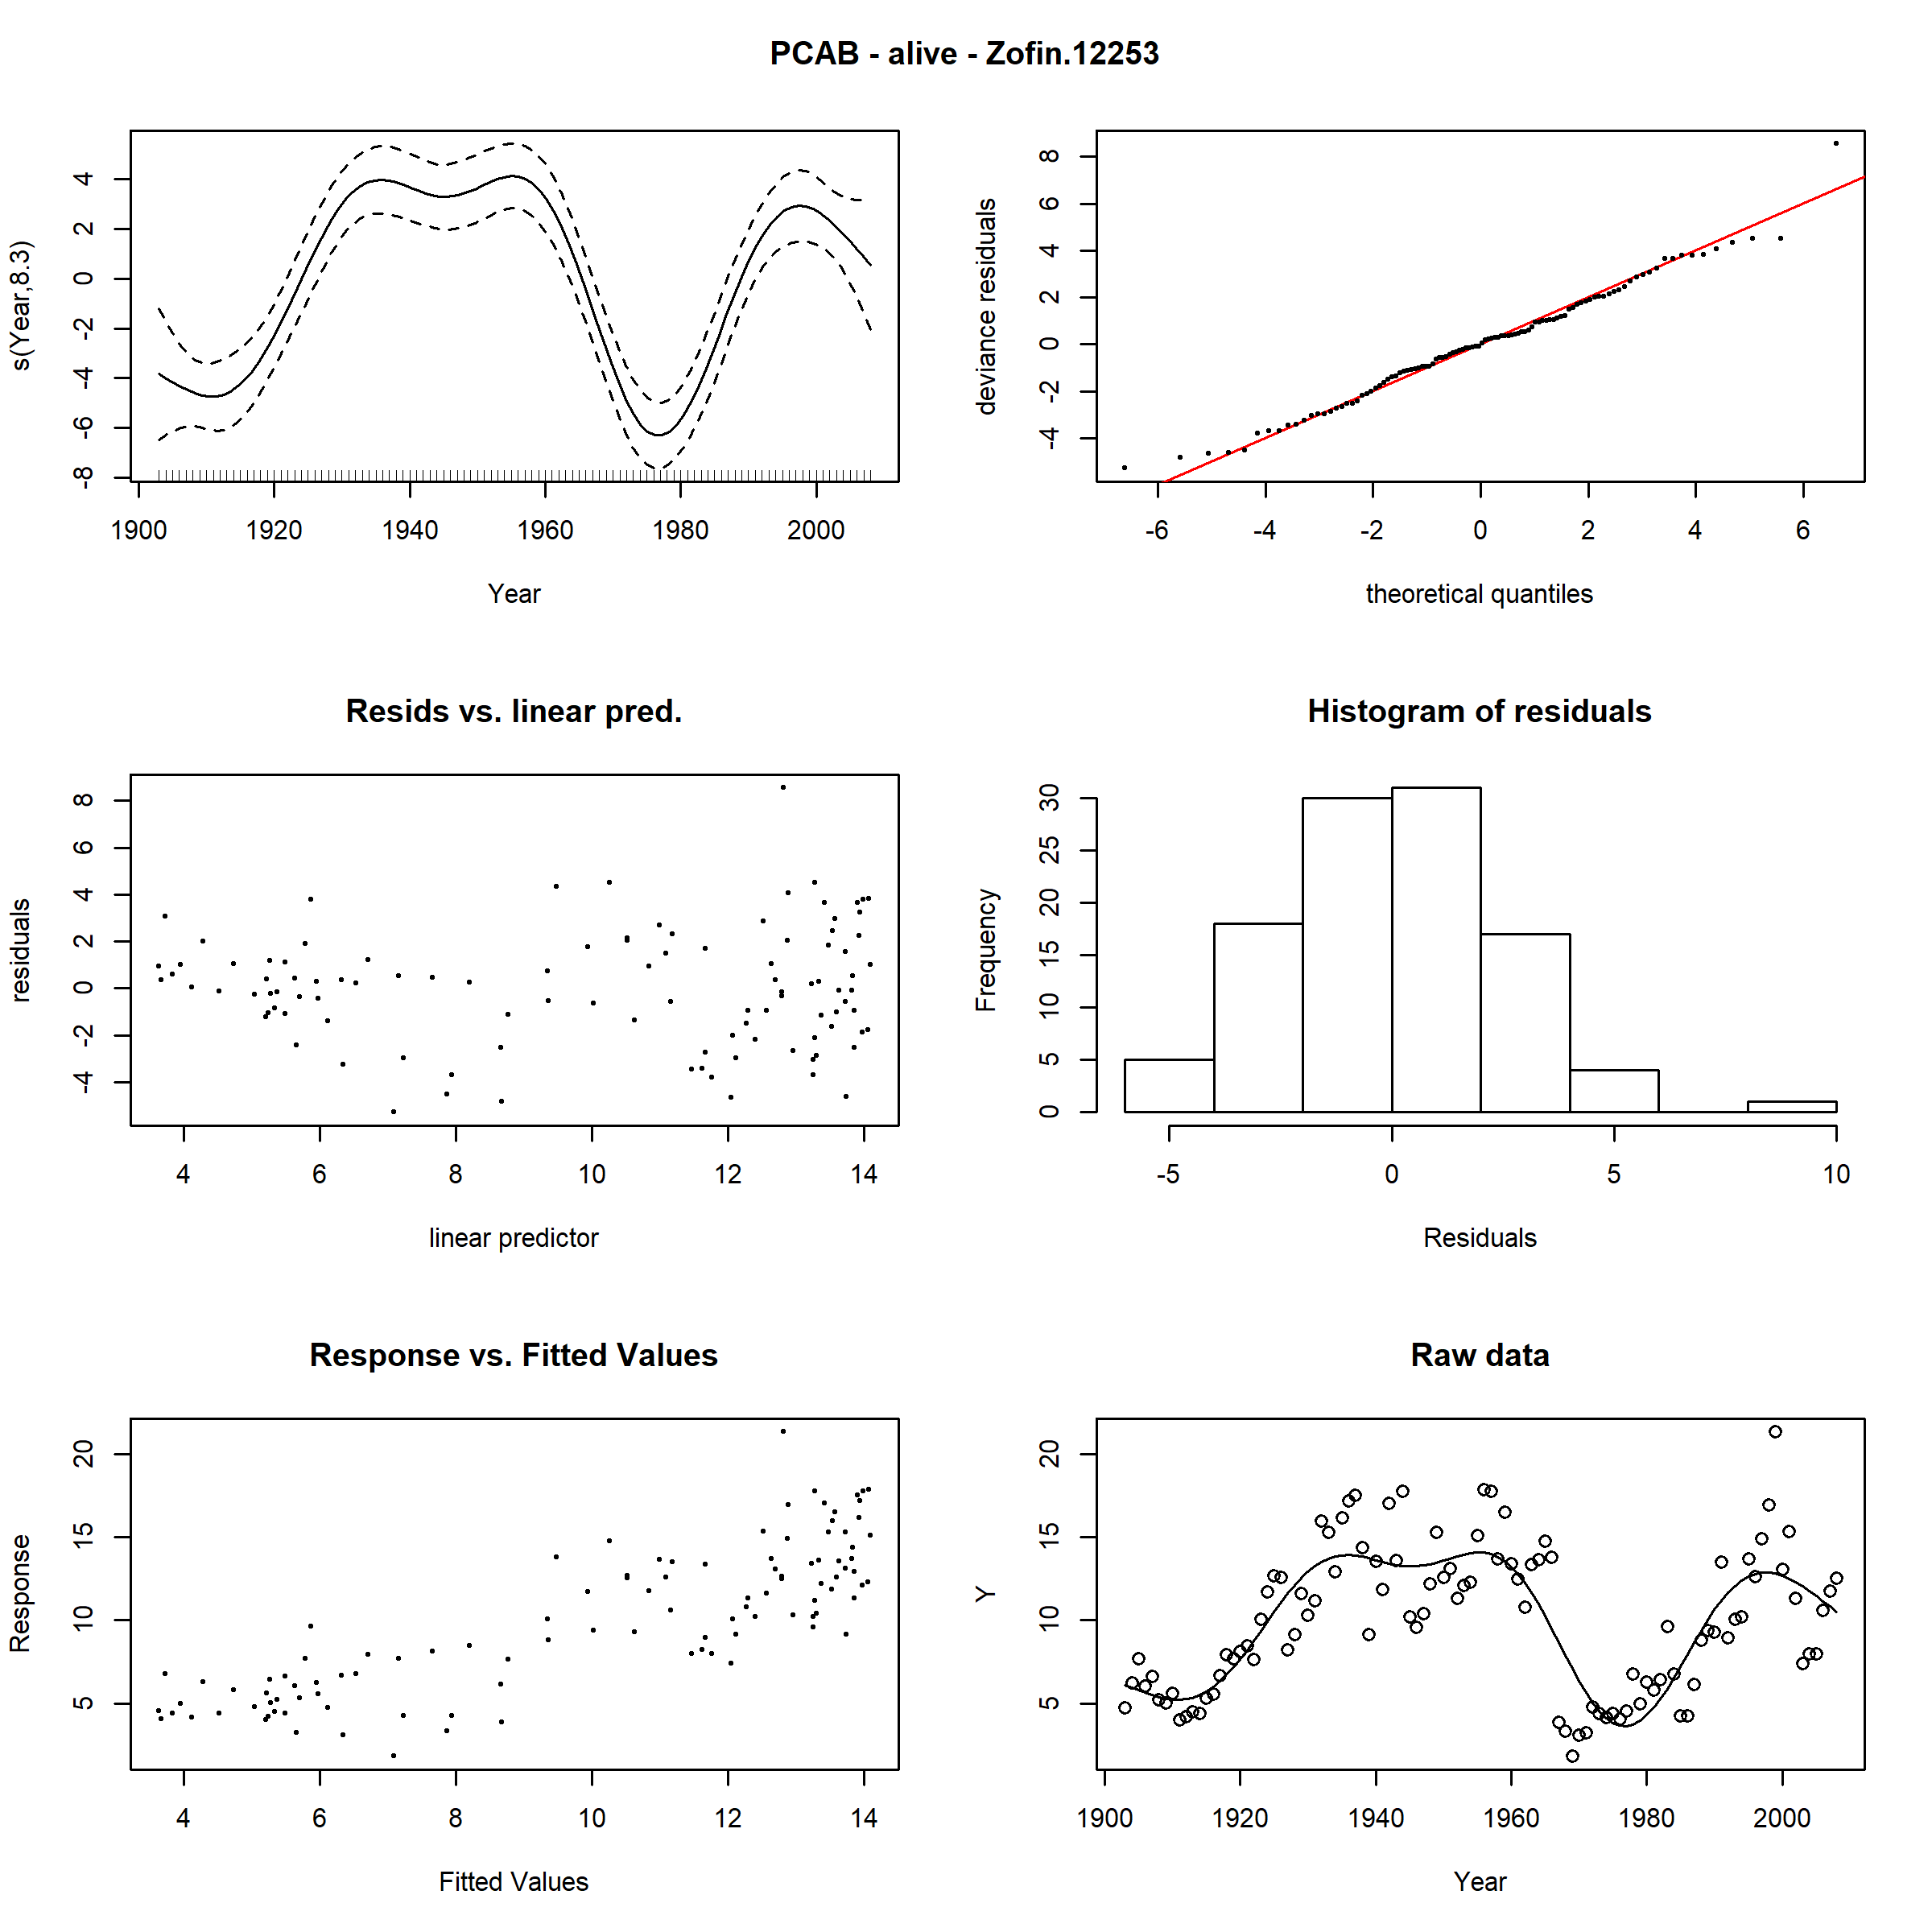 PCAB - alive - Zofin.12253
s(Year,8.3)
-8 -6 -4 -2 0 2 4
1900 1920 1940 1960 1980 2000
Year
deviance residuals
-4 -2 0 2 4 6 8
-6 -4 -2 0 2 4 6
theoretical quantiles
Resids vs. linear pred.
residuals
-4 -2 0 2 4 6 8
4 6 8 10 12 14
linear predictor
Histogram of residuals
Frequency
0 5 10 15 20 25 30
-5 0 5 10
Residuals
Response vs. Fitted Values
Response
5 10 15 20
4 6 8 10 12 14
Fitted Values
Raw data
Y
5 10 15 20
1900 1920 1940 1960 1980 2000
Year